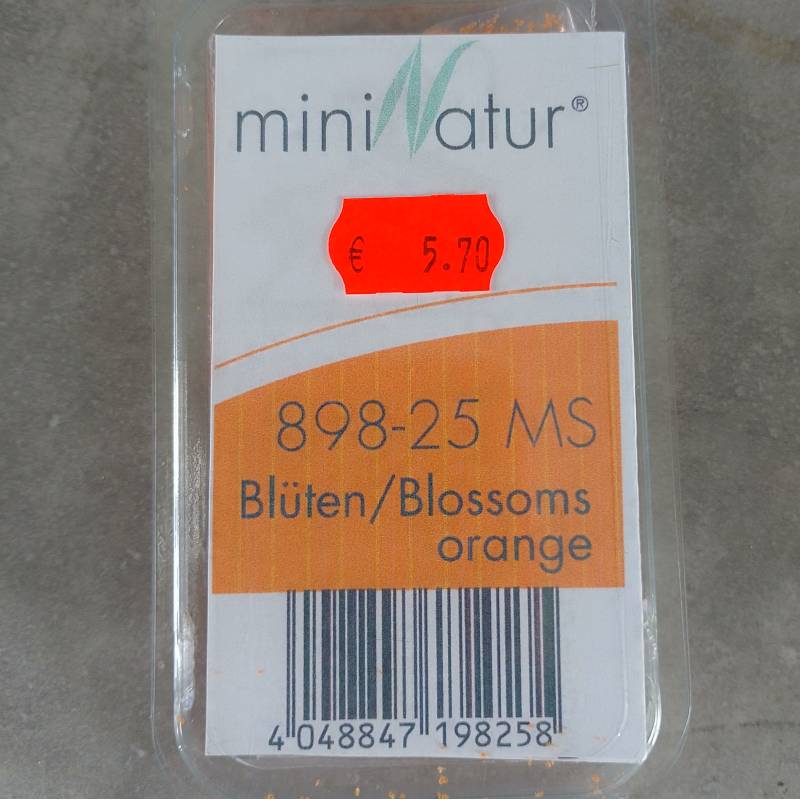 miniNatur®
€ 5.70
898-25 MS
Blüten/Blossoms
orange
4 048847 198258